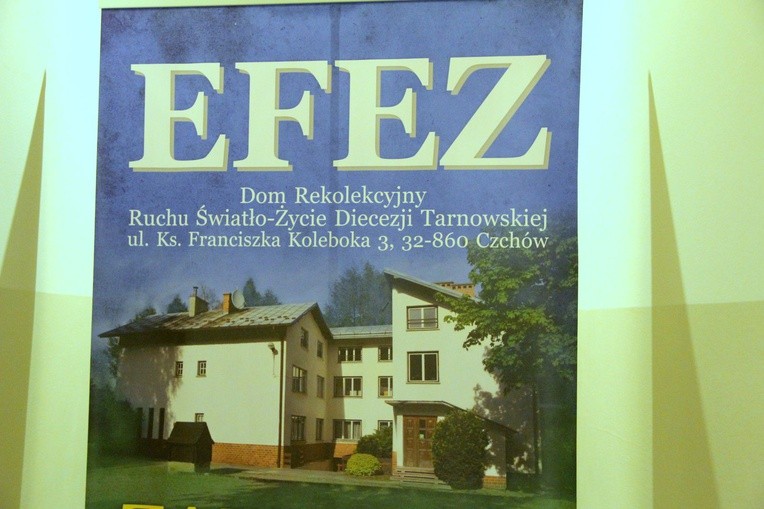 EFEZ
Dom Rekolekcyjny
Ruchu Światło-Życie Diecezji Tarnowskiej
ul. Ks. Franciszka Koleboka 3, 32-860 Czchów